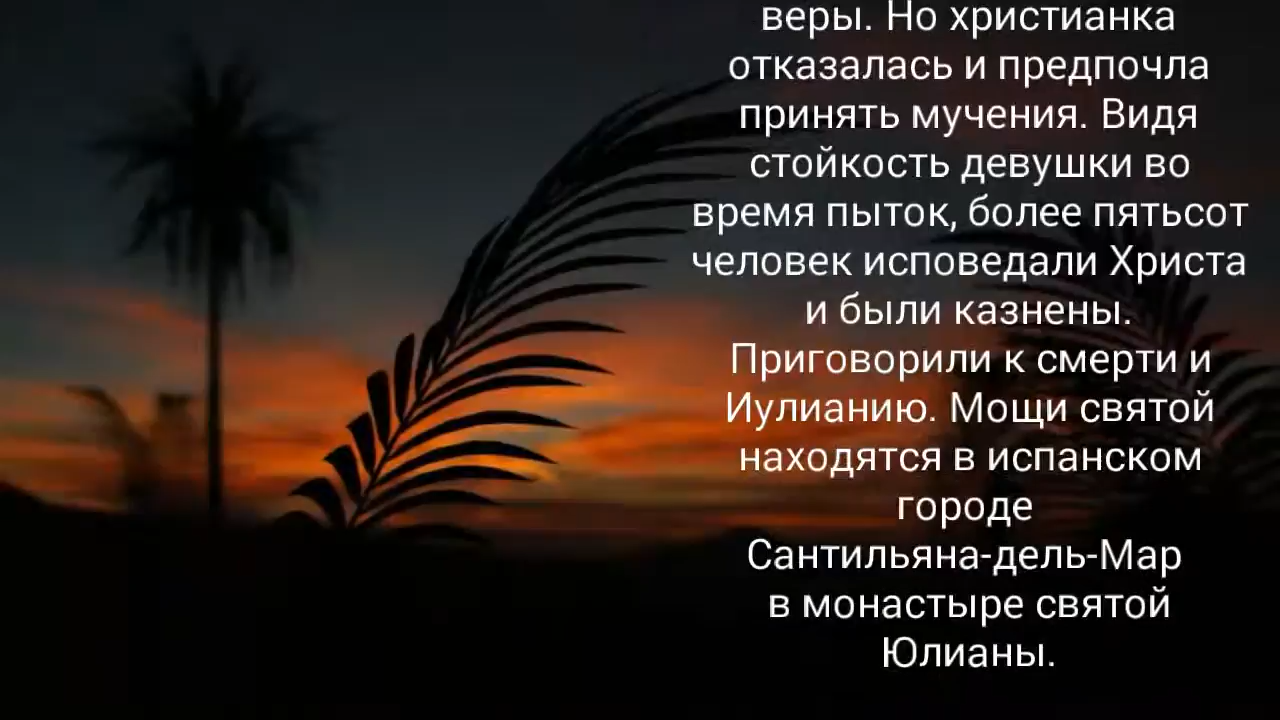 веры. Но христианка
отказалась и предпочла
принять мучения. Видя
стойкость девушки во
время пыток, более пятьсот
человек исповедали Христа
и были казнены.
Приговорили к смерти и
Иулианию. Мощи святой
находятся в испанском
городе
Сантильяна-дель-Мар
в монастыре святой
Юлианы.